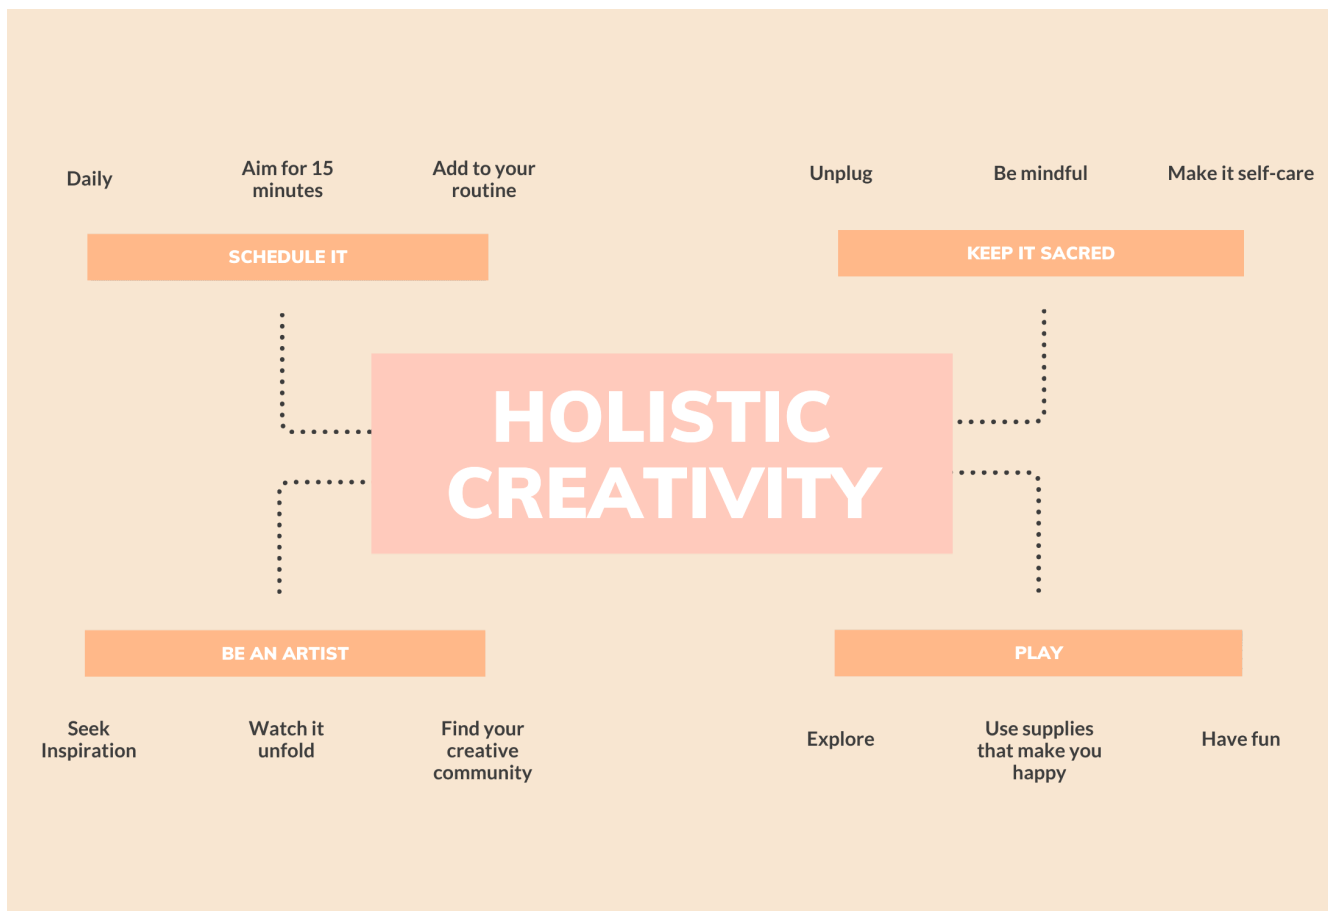 Daily
Aim for 15
minutes
Add to your
routine
SCHEDULE IT
Unplug
Be mindful
Make it self-care
KEEP IT SACRED
HOLISTIC
CREATIVITY
BE AN ARTIST
Seek
Inspiration
Watch it
unfold
Find your
creative
community
PLAY
Explore
Use supplies
that make you
happy
Have fun